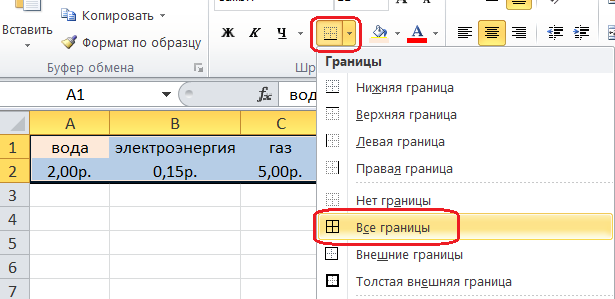 Копировать
Вставить
Формат по образцу
Буфер обмена
Ж К Ч
Границы
Нижняя граница
Верхняя граница
Левая граница
Правая граница
Нет границы
Все границы
Внешние границы
Толстая внешняя граница
A1 fx вод
A B C
1 вода электроэнергия газ
2 2,00р. 0,15р. 5,00р.
3
4
5
6
7